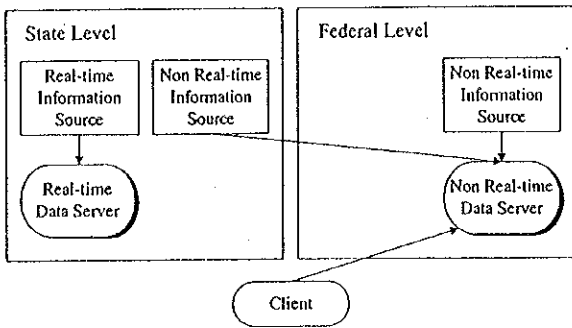 State Level
Real-time
Information
Source
Non Real-time
Information
Source
Real-time
Data Server
Federal Level
Non Real-time
Information
Source
Non Real-time
Data Server
Client